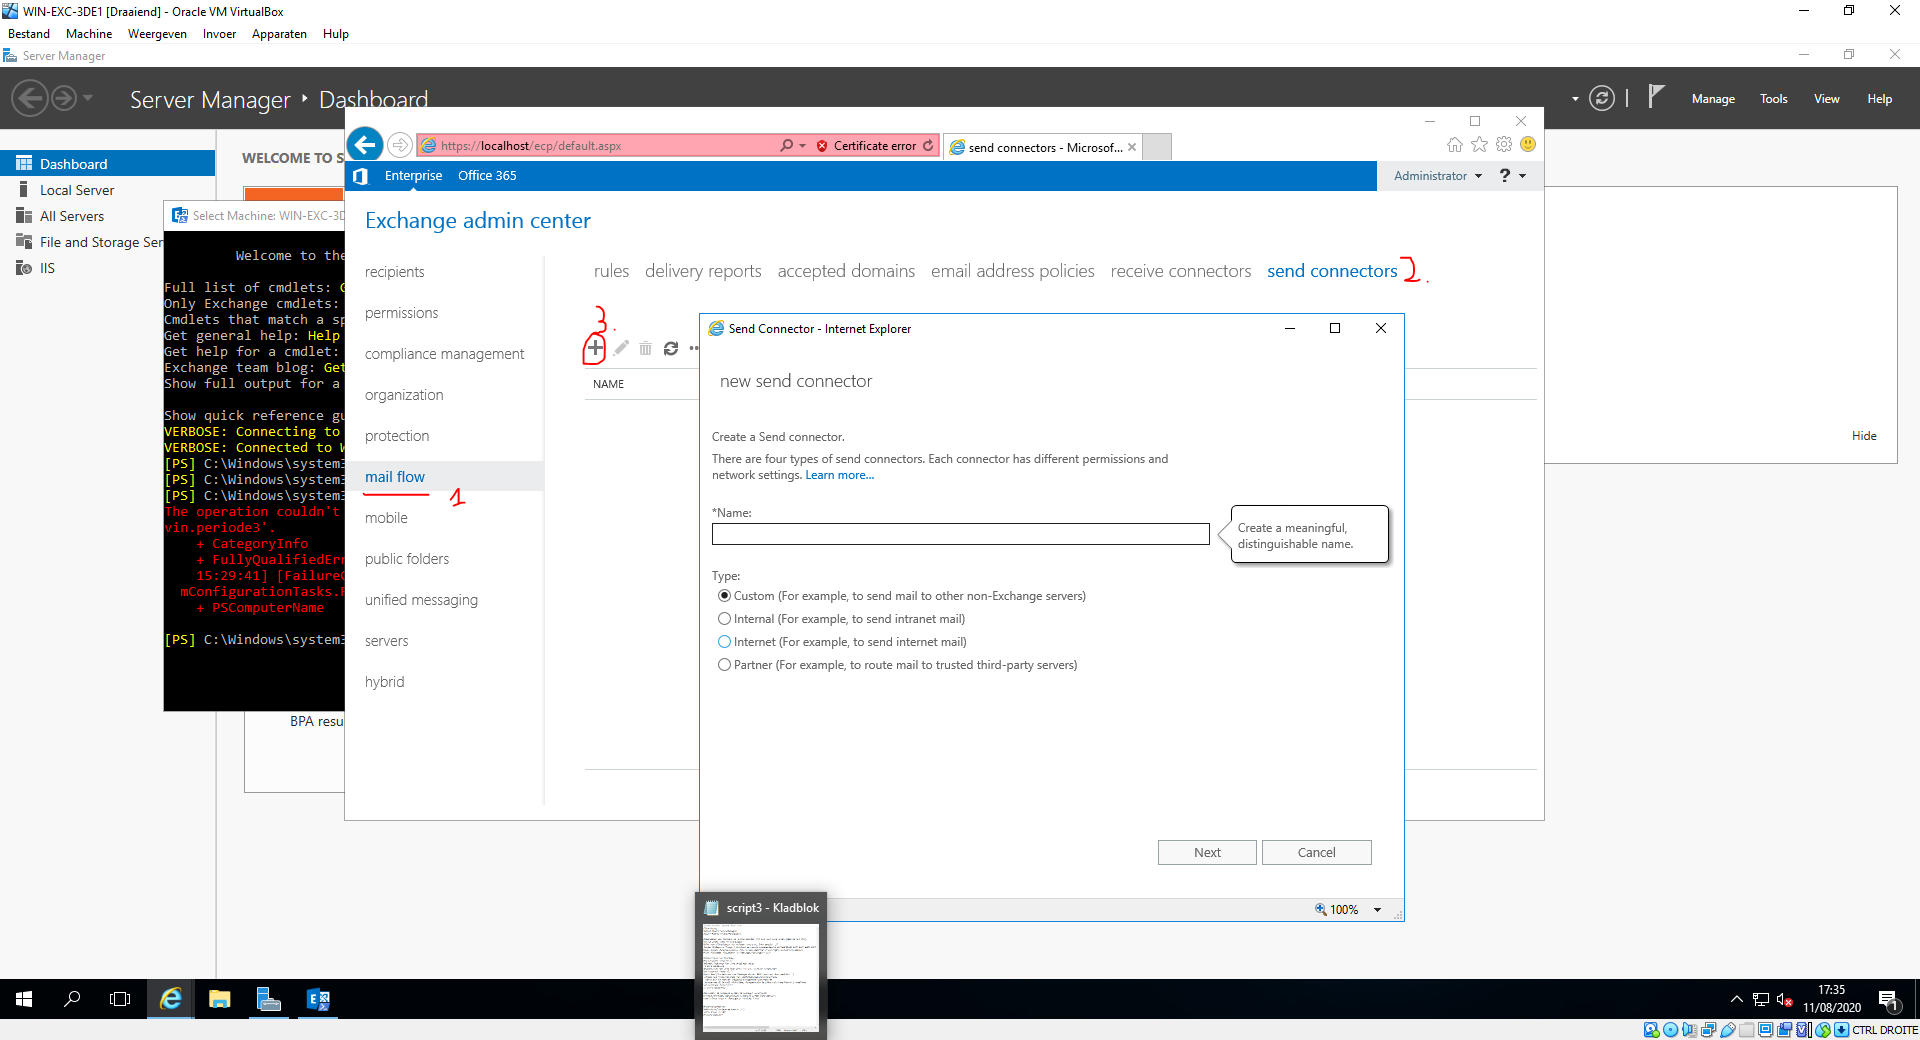 WIN-EXC-3DE1 [Draaiend] - Oracle VM VirtualBox
Bestand Machine Weergeven Invoer Apparaten Hulp
Server Manager
Server Manager Dashboard
Manage Tools View Help
https://localhost/ecp/default.aspx
Certificate error
send connectors - Microsof...
Dashboard
Local Server
All Servers
File and Storage Ser
IIS
WELCOME TO S
Enterprise Office 365
Administrator ?
Exchange admin center
Select Machine: WIN-EXC-3D
Welcome to the
Full list of cmdlets:
Only Exchange cmdlets:
Cmdlets that match a sp
Get general help: Help
Get help for a cmdlet:
Exchange team blog: Get
Show full output for a
Show quick reference gu
VERBOSE: Connecting to
VERBOSE: Connected to W
[PS] C:\Windows\system3
[PS] C:\Windows\system3
[PS] C:\Windows\system3
The operation couldn't
vin.periode3'.
+ CategoryInfo
+ FullyQualifiedErr
15:29:41] [FailureC
mConfigurationTasks.
+ PSComputerName
[PS] C:\Windows\system3
BPA resu
recipients
permissions
compliance management
organization
protection
mail flow
1
mobile
public folders
unified messaging
servers
hybrid
rules delivery reports accepted domains email address policies receive connectors send connectors
2.
3.
NAME
Hide
Send Connector - Internet Explorer
new send connector
Create a Send connector.
There are four types of send connectors. Each connector has different permissions and
network settings. Learn more...
*Name:
Create a meaningful,
distinguishable name.
Type:
Custom (For example, to send mail to other non-Exchange servers)
Internal (For example, to send intranet mail)
Internet (For example, to send internet mail)
Partner (For example, to route mail to trusted third-party servers)
Next Cancel
100%
script3 - Kladblok
17:35
11/08/2020
1
CTRL DROITE